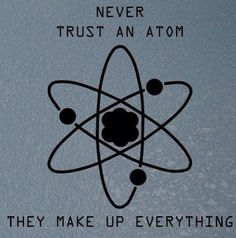 NEVER
TRUST AN ATOM
THEY MAKE UP EVERYTHING